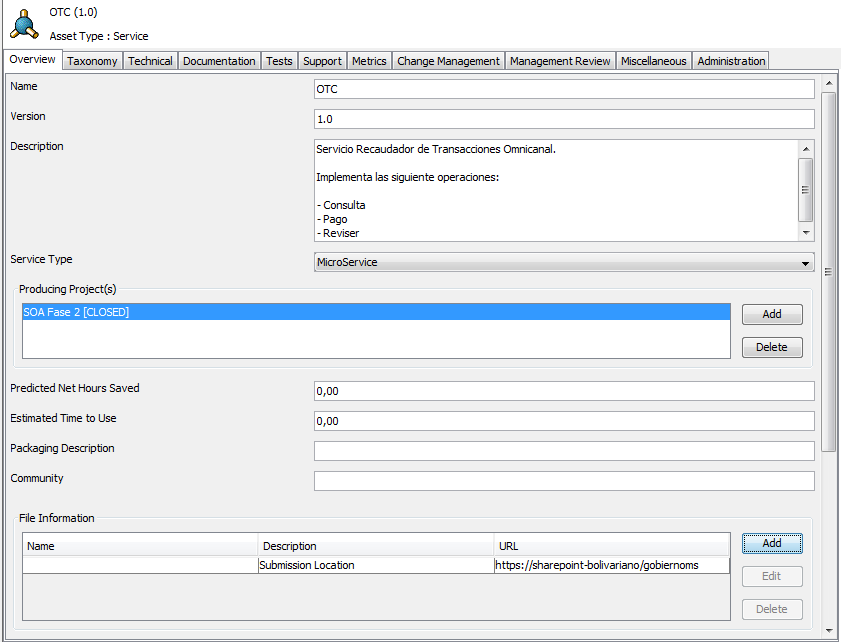 OTC (1.0)
Asset Type : Service
Overview Taxonomy Technical Documentation Tests Support Metrics Change Management Management Review Miscellaneous Administration
Name OTC
Version 1.0
Description Servicio Recaudador de Transacciones Omnicanal.
Implementa las siguiente operaciones:
- Consulta
- Pago
- Reviser
Service Type MicroService
Producing Project(s)
SOA Fase 2 [CLOSED] Add
Delete
Predicted Net Hours Saved 0,00
Estimated Time to Use 0,00
Packaging Description
Community
File Information
Name Description URL Add
Submission Location https://sharepoint-bolivariano/gobiernoms
Edit
Delete